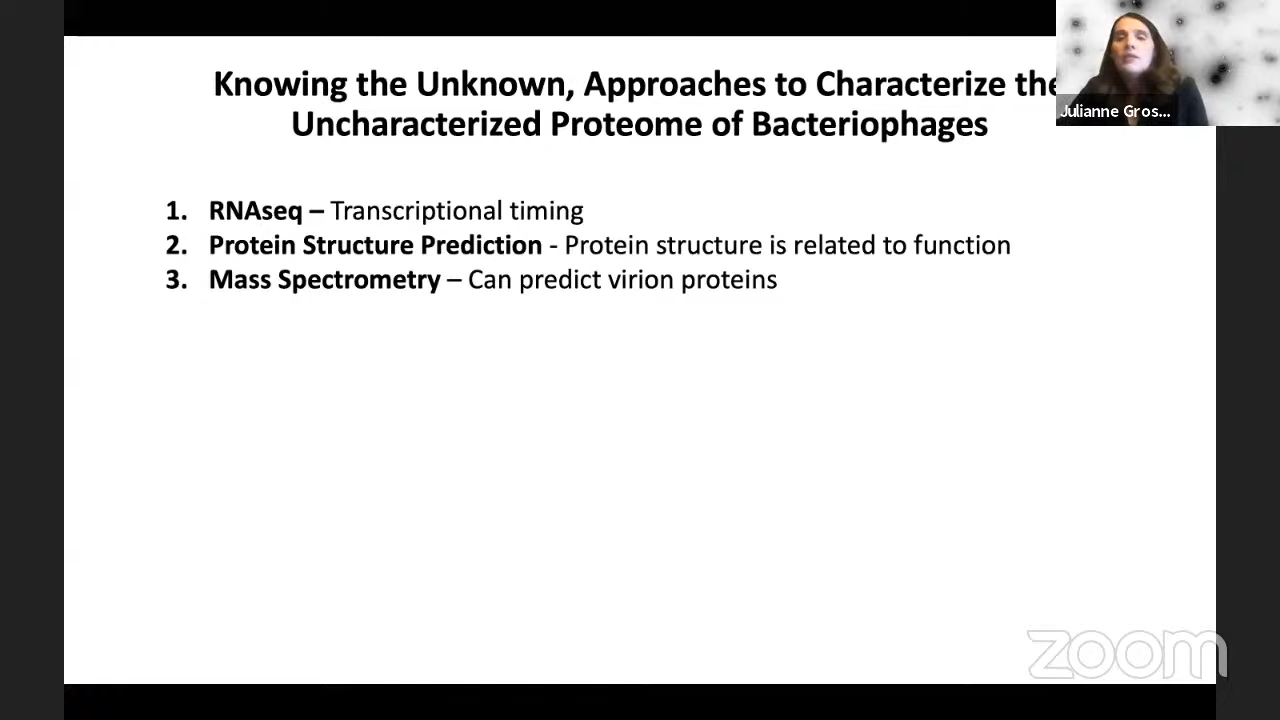 Knowing the Unknown, Approaches to Characterize the
Uncharacterized Proteome of Bacteriophages
Julianne Gros...
1. RNAseq – Transcriptional timing
2. Protein Structure Prediction - Protein structure is related to function
3. Mass Spectrometry – Can predict virion proteins
zoom